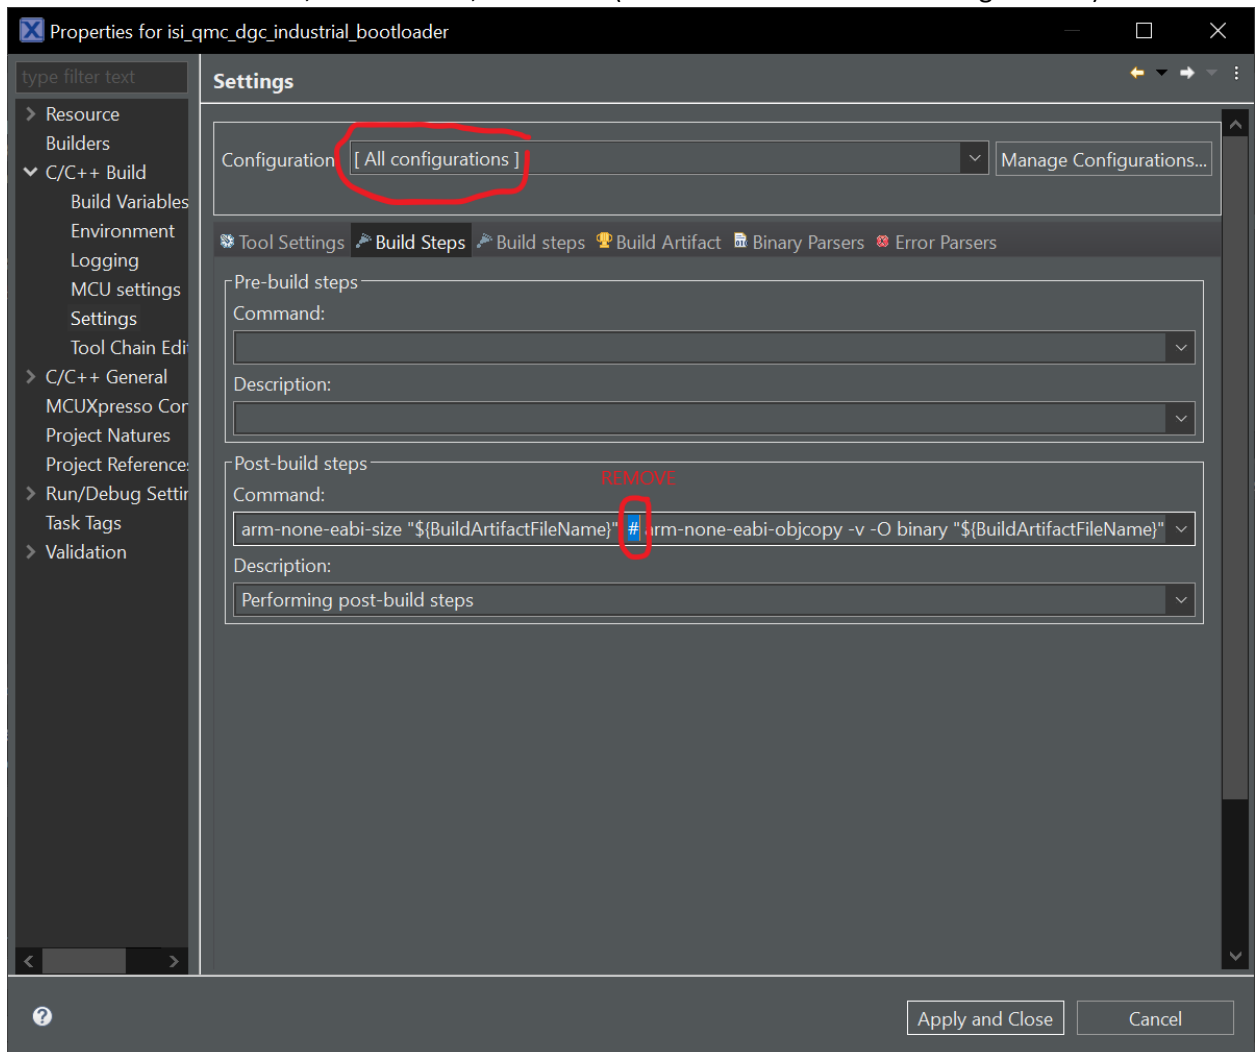 Properties for isi_qmc_dgc_industrial_bootloader
type filter text
Settings
Resource
Builders
C/C++ Build
Build Variables
Environment
Logging
MCU settings
Settings
Tool Chain Edi
C/C++ General
MCUXpresso Cor
Project Natures
Project Reference
Run/Debug Settir
Task Tags
Validation
Configuration [ All configurations ] Manage Configurations...
Tool Settings Build Steps Build steps Build Artifact Binary Parsers Error Parsers
Pre-build steps
Command:
Description:
Post-build steps
REMOVE
Command:
arm-none-eabi-size "${BuildArtifactFileName}" # arm-none-eabi-objcopy -v -O binary "${BuildArtifactFileName}"
Description:
Performing post-build steps
Apply and Close Cancel